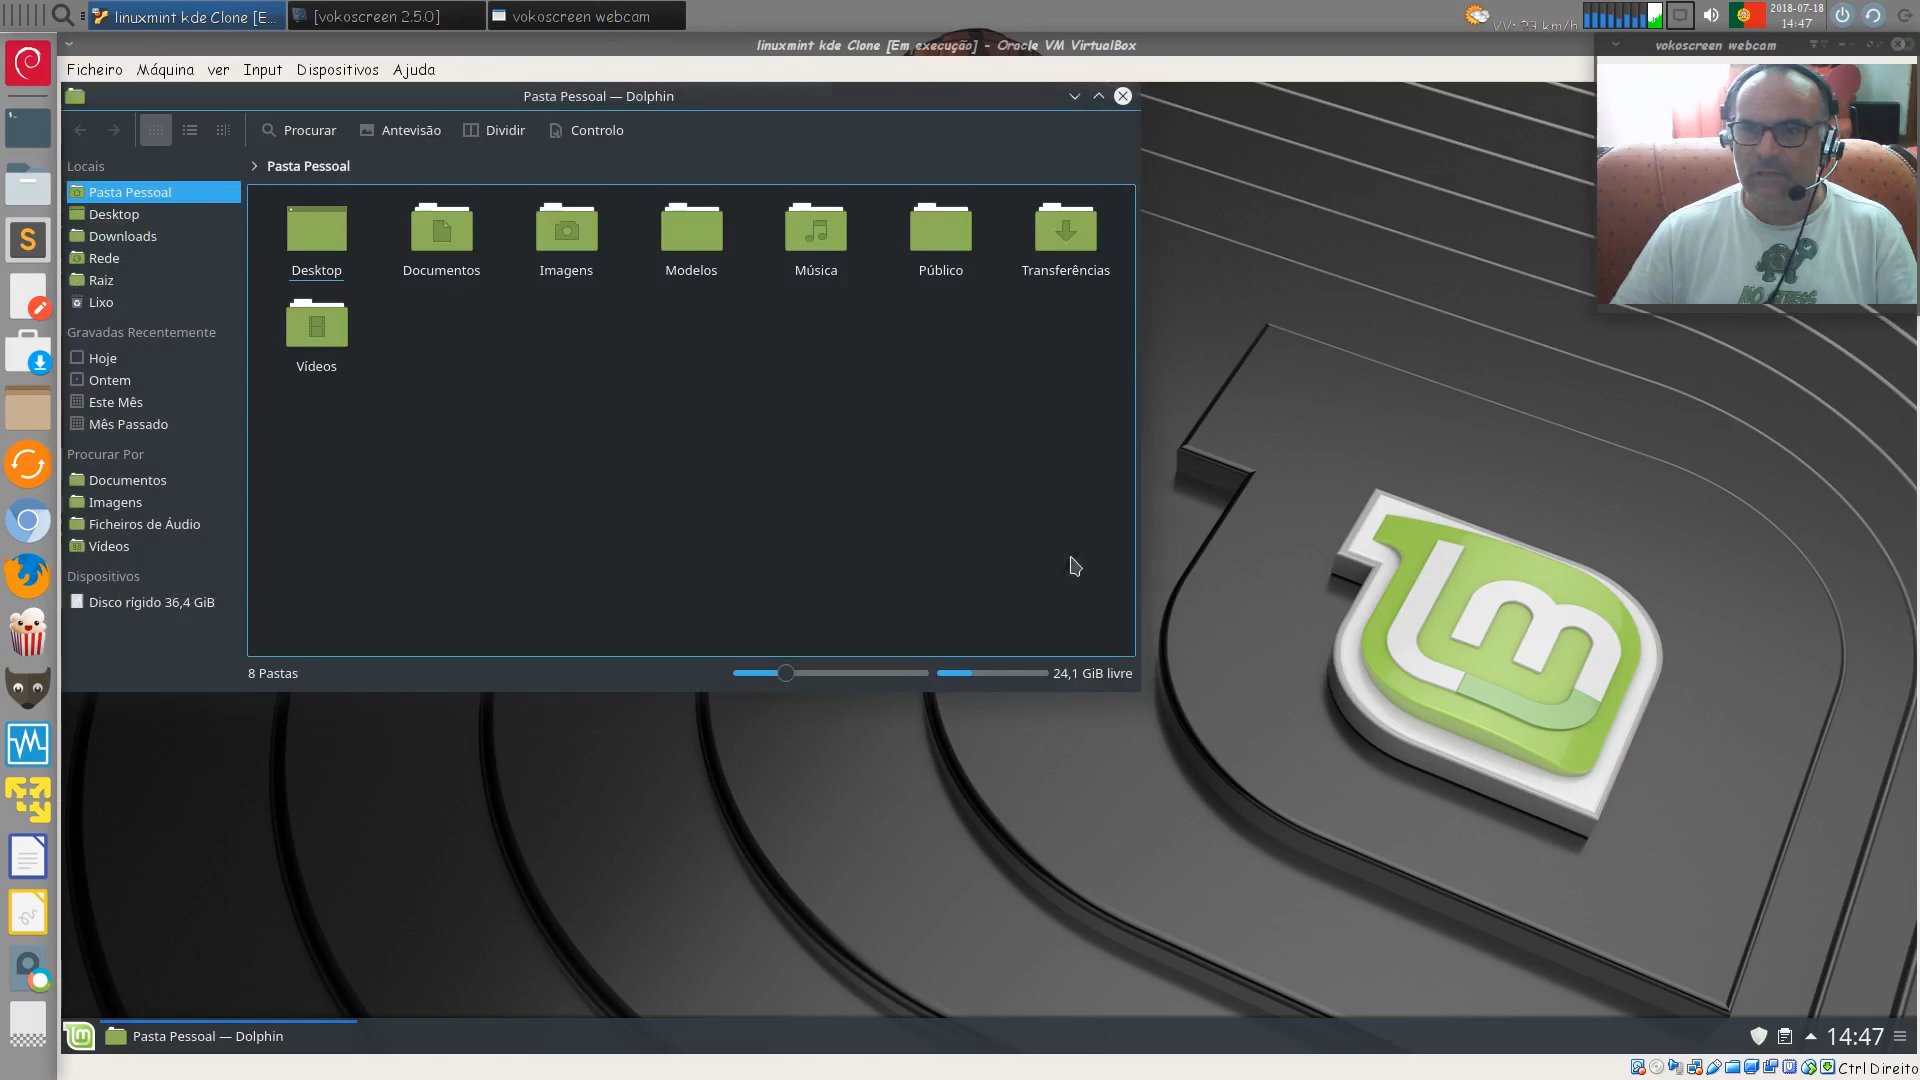 linuxmint kde Clone [E...
[vokoscreen 2.5.0]
vokoscreen webcam
VV: 23 km/h
2018-07-18
14:47
linuxmint kde Clone [Em execução] - Oracle VM VirtualBox
vokoscreen webcam
Ficheiro Máquina ver Input Dispositivos Ajuda
Pasta Pessoal — Dolphin
Procurar Antevisão Dividir Controlo
Locais
Pasta Pessoal
Desktop
Downloads
Rede
Raiz
Lixo
Gravadas Recentemente
Hoje
Ontem
Este Mês
Mês Passado
Procurar Por
Documentos
Imagens
Ficheiros de Áudio
Vídeos
Dispositivos
Disco rígido 36,4 GiB
Pasta Pessoal
Desktop Documentos Imagens Modelos Música Público Transferências
Vídeos
8 Pastas
24,1 GiB livre
Pasta Pessoal — Dolphin
14:47
Ctrl Direito